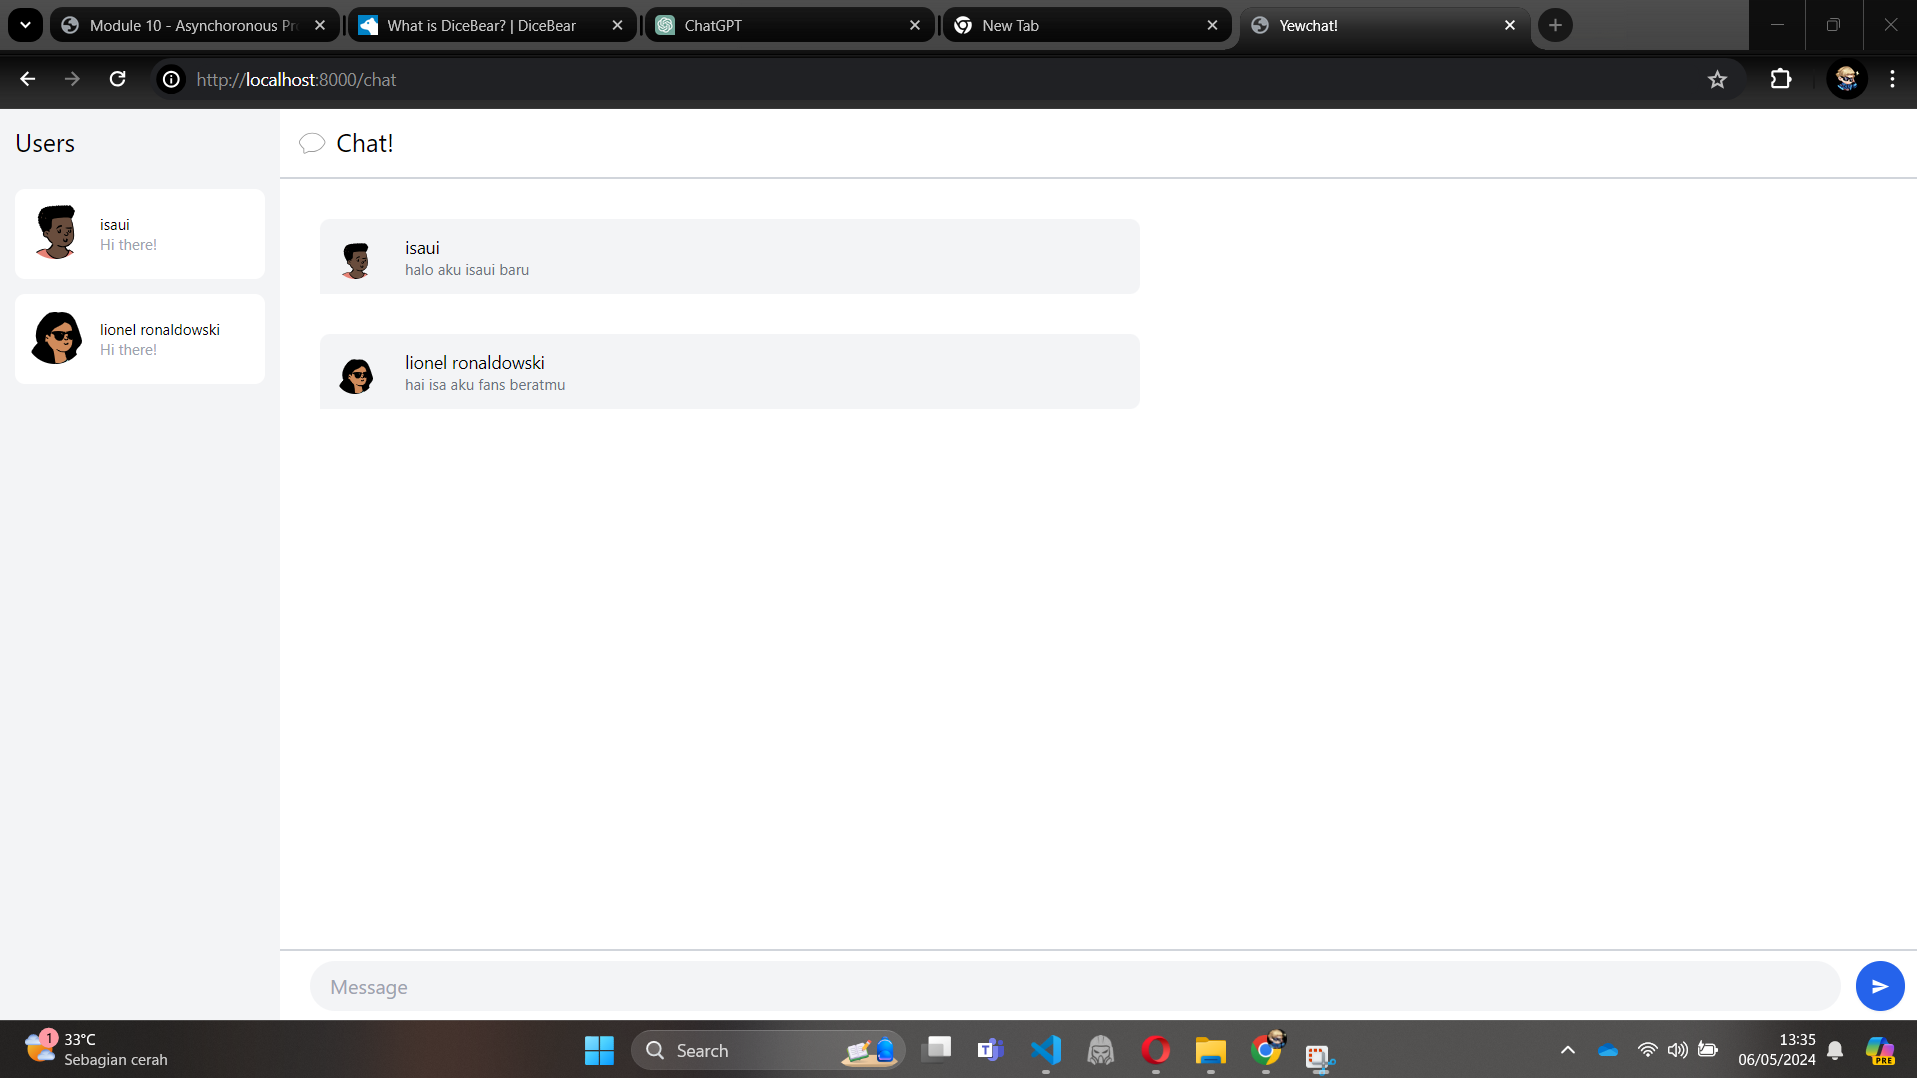 Module 10 - Asynchoronous Pr
What is DiceBear? | DiceBear
ChatGPT
New Tab
Yewchat!
http://localhost:8000/chat
Users
isaui
Hi there!
lionel ronaldowski
Hi there!
Chat!
isaui
halo aku isaui baru
lionel ronaldowski
hai isa aku fans beratmu
Message
1
33°C
Sebagian cerah
Search
13:35
06/05/2024
PRE